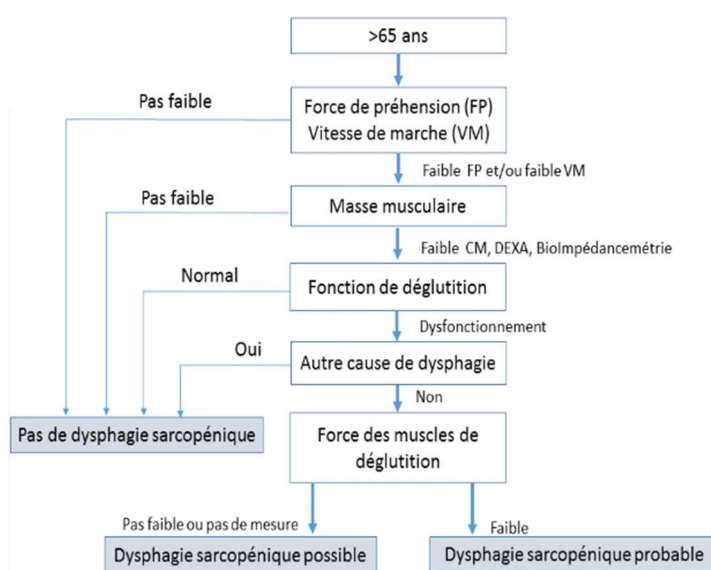 >65 ans
Pas faible
Force de préhension (FP)
Vitesse de marche (VM)
Faible FP et/ou faible VM
Pas faible
Masse musculaire
Faible CM, DEXA, BioImpédancemétrie
Normal
Fonction de déglutition
Dysfonctionnement
Oui
Autre cause de dysphagie
Non
Pas de dysphagie sarcopénique
Force des muscles de
déglutition
Pas faible ou pas de mesure
Faible
Dysphagie sarcopénique possible
Dysphagie sarcopénique probable